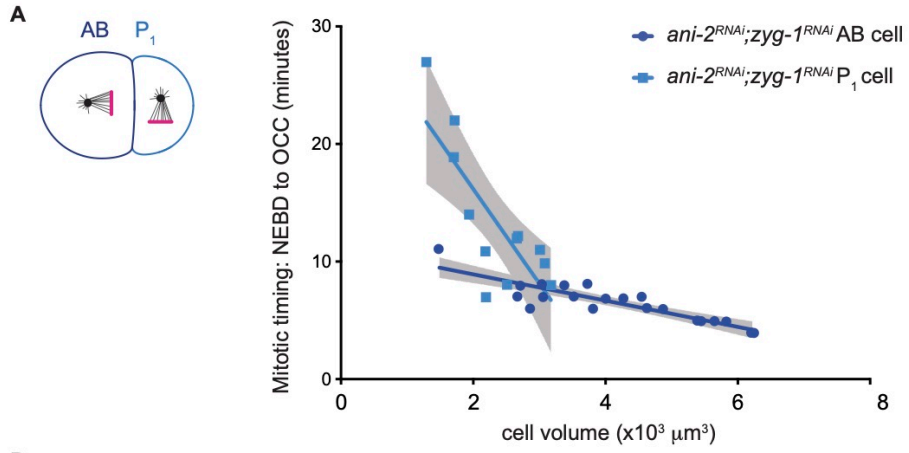 A
AB P₁
ani-2ᴿᴺᴬⁱ;zyg-1ᴿᴺᴬⁱ AB cell
ani-2ᴿᴺᴬⁱ;zyg-1ᴿᴺᴬⁱ P₁ cell
Mitotic timing: NEBD to OCC (minutes)
30
20
10
0
0 2 4 6 8
cell volume (x10³ μm³)